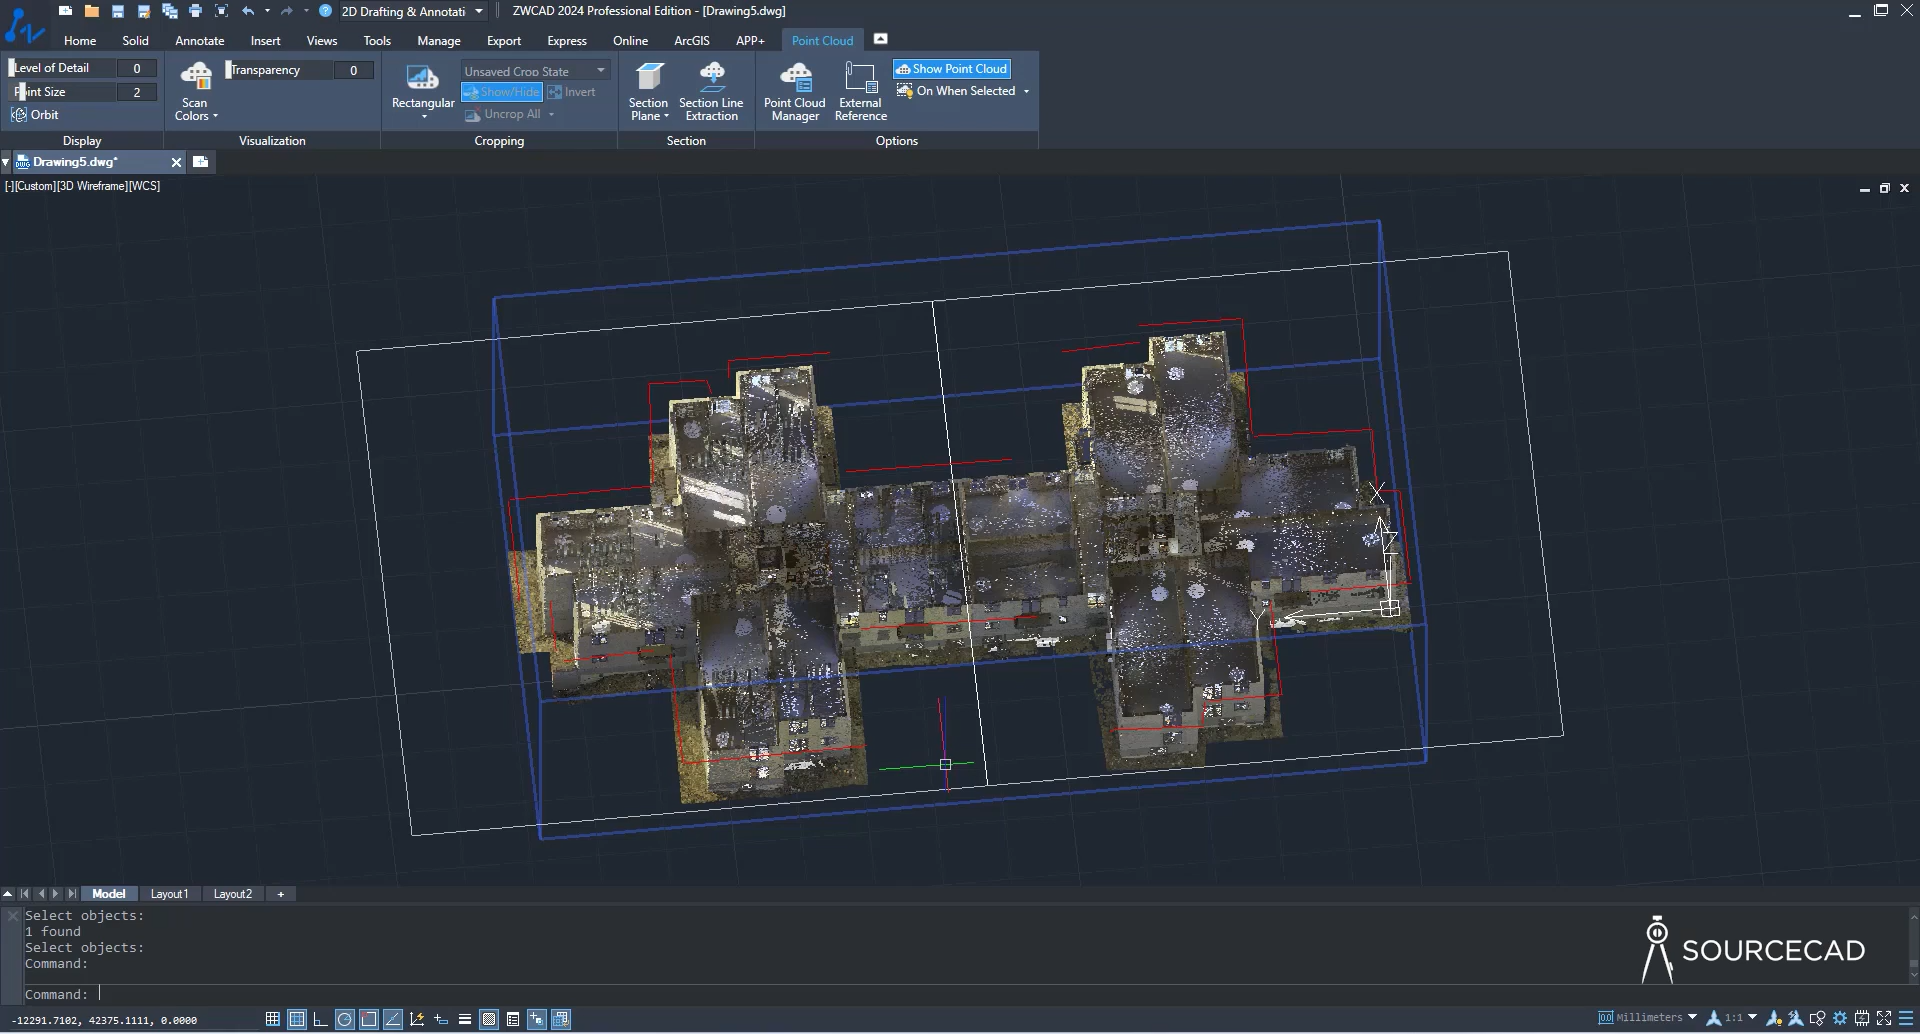 2D Drafting & Annotati
ZWCAD 2024 Professional Edition - [Drawing5.dwg]
Home Solid Annotate Insert Views Tools Manage Export Express Online ArcGIS APP+ Point Cloud
Level of Detail 0
Point Size 2
Orbit
Display
Scan Colors
Transparency 0
Visualization
Rectangular
Unsaved Crop State
Show/Hide Invert
Uncrop All
Cropping
Section Plane
Section Line Extraction
Section
Point Cloud Manager
External Reference
Show Point Cloud
On When Selected
Options
Drawing5.dwg*
[-][Custom][3D Wireframe][WCS]
X
Z
Y
Model Layout1 Layout2 +
Select objects:
1 found
Select objects:
Command:
Command:
SOURCECAD
-12291.7102, 42375.1111, 0.0000
Millimeters 1:1